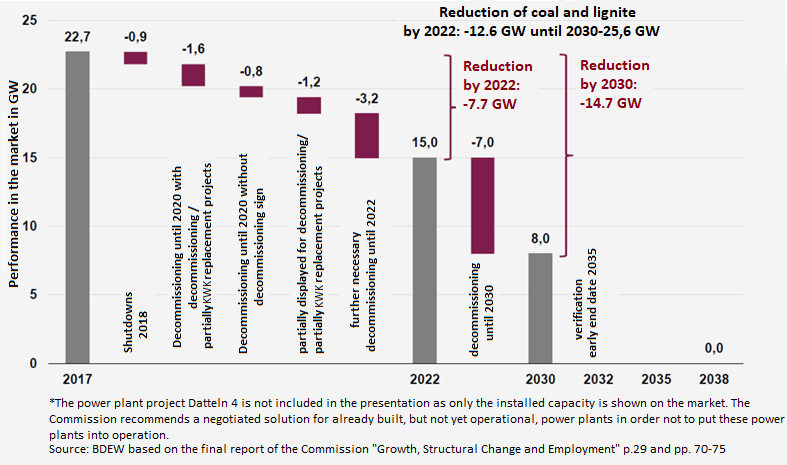 Reduction of coal and lignite
by 2022: -12.6 GW until 2030-25,6 GW
Performance in the market in GW
25
20
15
10
5
0
22,7
-0,9
-1,6
-0,8
-1,2
-3,2
15,0
-7,0
8,0
0,0
Reduction
by 2022:
-7.7 GW
Reduction
by 2030:
-14.7 GW
Shutdowns
2018
Decommissioning until 2020 with
decommissioning /
partially KWK replacement projects
Decommissioning until 2020 without
decommissioning sign
partially displayed for decommissioning/
partially KWK replacement projects
further necessary
decommissioning until 2022
decommissioning
until 2030
verification
early end date 2035
2017
2022
2030
2032
2035
2038
*The power plant project Datteln 4 is not included in the presentation as only the installed capacity is shown on the market. The
Commission recommends a negotiated solution for already built, but not yet operational, power plants in order not to put these power
plants into operation.
Source: BDEW based on the final report of the Commission "Growth, Structural Change and Employment" p.29 and pp. 70-75